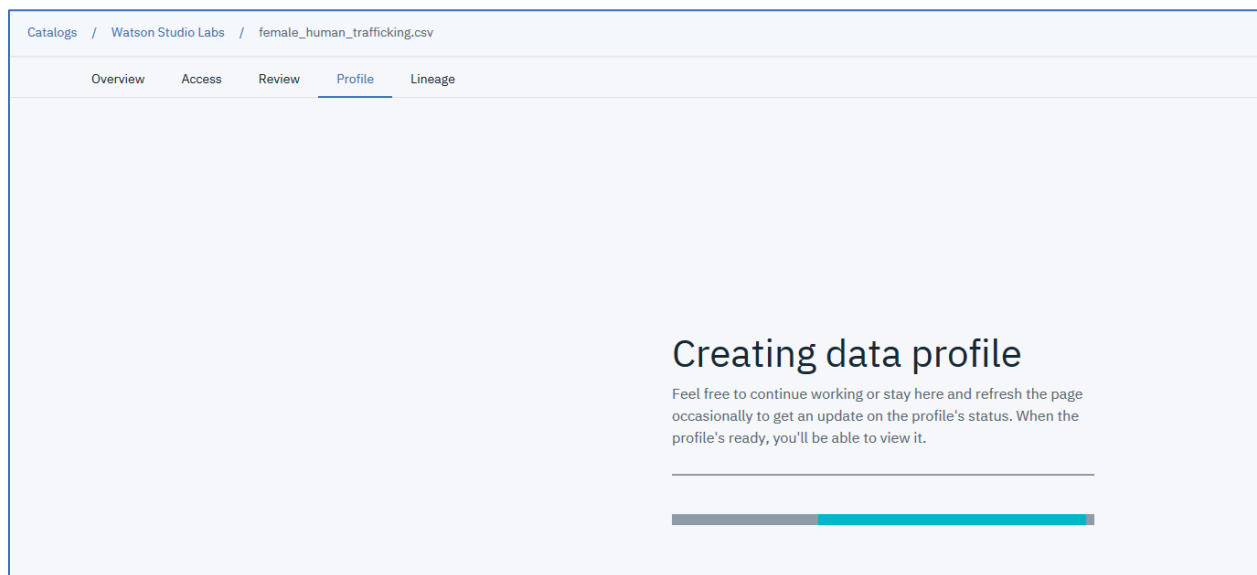 Catalogs / Watson Studio Labs / female_human_trafficking.csv
Overview Access Review Profile Lineage
Creating data profile
Feel free to continue working or stay here and refresh the page
occasionally to get an update on the profile's status. When the
profile's ready, you'll be able to view it.